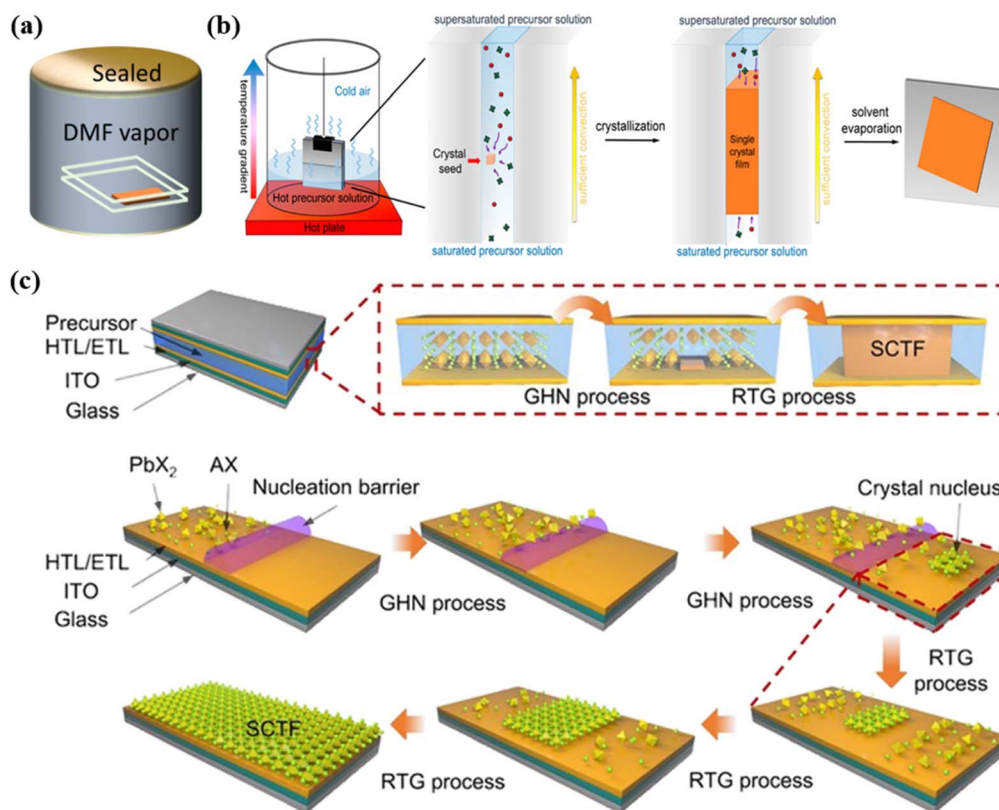 (a)
Sealed
DMF vapor
(b)
temperature gradient
Cold air
Hot precursor solution
Hot plate
supersaturated precursor solution
Crystal
seed
sufficient convection
saturated precursor solution
crystallization
supersaturated precursor solution
Single
crystal
film
sufficient convection
saturated precursor solution
solvent
evaporation
(c)
Precursor
HTL/ETL
ITO
Glass
GHN process
RTG process
SCTF
PbX₂
AX
Nucleation barrier
HTL/ETL
ITO
Glass
GHN process
GHN process
Crystal nucleus
RTG
process
SCTF
RTG process
RTG process